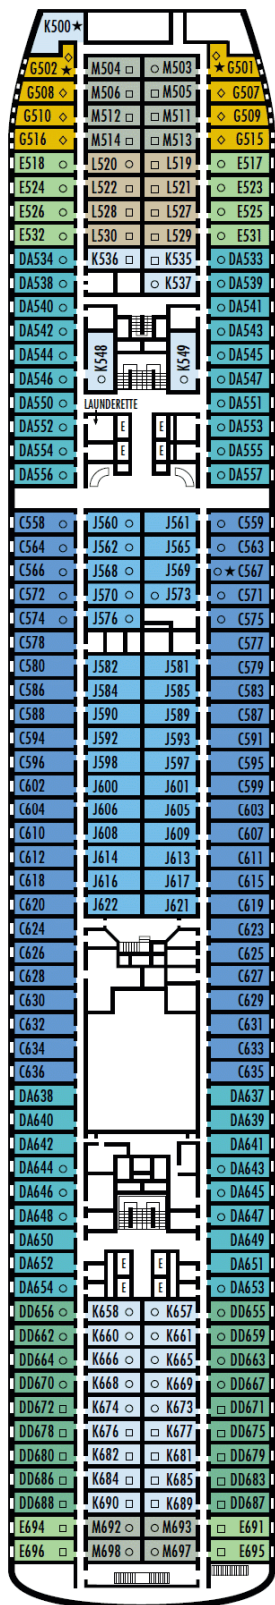 K500★
G502★ M504□ ○M503 ★G501
G508◇ M506□ □M505 ◇G507
G510◇ M512□ □M511 ◇G509
G516◇ M514□ □M513 ◇G515
E518○ L520○ L519 ○E517
E524○ L522□ □L521 ○E523
E526○ L528□ □L527 ○E525
E532○ L530□ □L529 ○E531
DA534○ K536□ □K535 ○DA533
DA538○ ○K537 ○DA539
DA540○ DA541
DA542○ ○DA543
DA544○ K548○ ○K549 ○DA545
DA546○ ○DA547
DA550○ LAUNDERETTE ○DA551
DA552○ E E ○DA553
DA554○ E E ○DA555
DA556○ ○DA557
C558○ J560○ J561 ○C559
C564○ J562○ J565 ○C563
C566○ J568○ J569 ○★C567
C572○ J570○ ○J573 ○C571
C574○ J576○ ○C575
C578 C577
C580 J582 J581 C579
C586 J584 J585 C583
C588 J590 J589 C587
C594 J592 J593 C591
C596 J598 J597 C595
C602 J600 J601 C599
C604 J606 J605 C603
C610 J608 J609 C607
C612 J614 J613 C611
C618 J616 J617 C615
C620 J622 J621 C619
C624 C623
C626 C625
C628 C627
C630 C629
C632 C631
C634 C633
C636 C635
DA638 DA637
DA640 DA639
DA642 DA641
DA644○ ○DA643
DA646○ ○DA645
DA648○ ○DA647
DA650 DA649
DA652 E E DA651
DA654○ E E ○DA653
DD656○ K658○ ○K657 ○DD655
DD662○ K660○ ○K661 ○DD659
DD664○ K666○ ○K665 ○DD663
DD670○ K668○ ○K669 ○DD667
DD672□ K674○ ○K673 □DD671
DD678□ K676□ □K677 □DD675
DD680□ K682□ □K681 □DD679
DD686□ K684□ □K685 □DD683
DD688□ K690□ □K689 □DD687
E694□ M692○ ○M693 □E691
E696□ M698○ ○M697 □E695